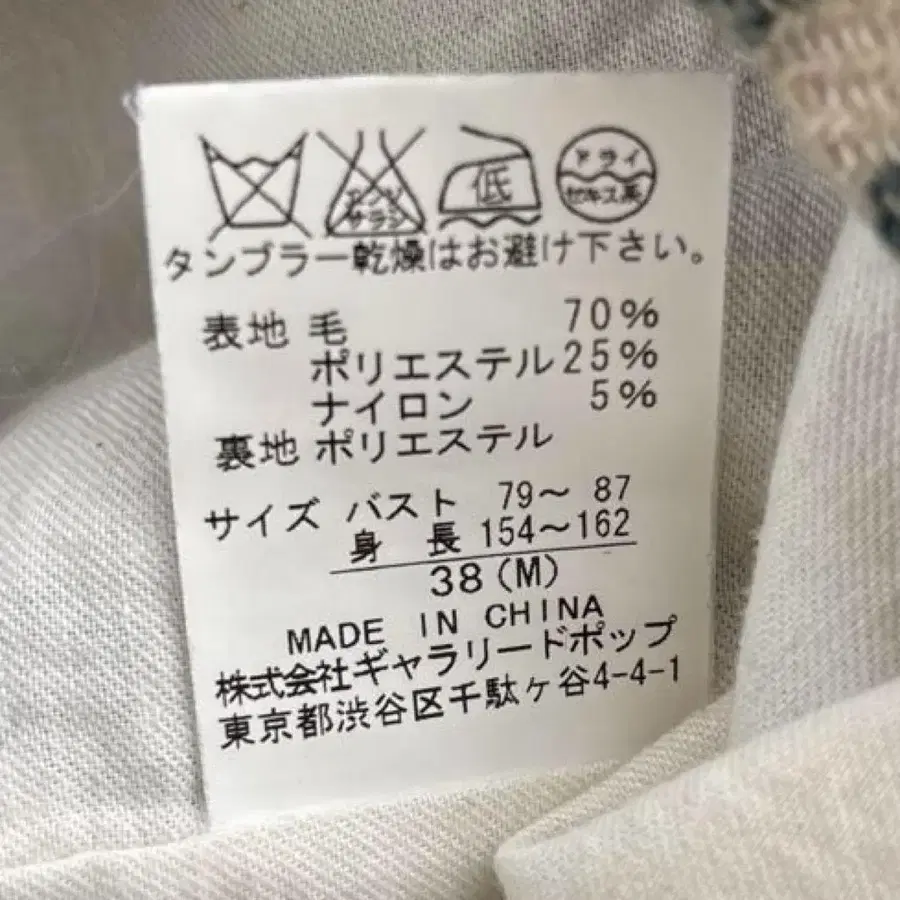 エンソ サラシ
低
ドライ
セキユ系
タンブラー乾燥はお避け下さい。
表地 毛 70%
ポリエステル 25%
ナイロン 5%
裏地 ポリエステル
サイズ バスト 79～ 87
身 長 154～162
38(M)
MADE IN CHINA
株式会社ギャラリードポップ
東京都渋谷区千駄ヶ谷4-4-1